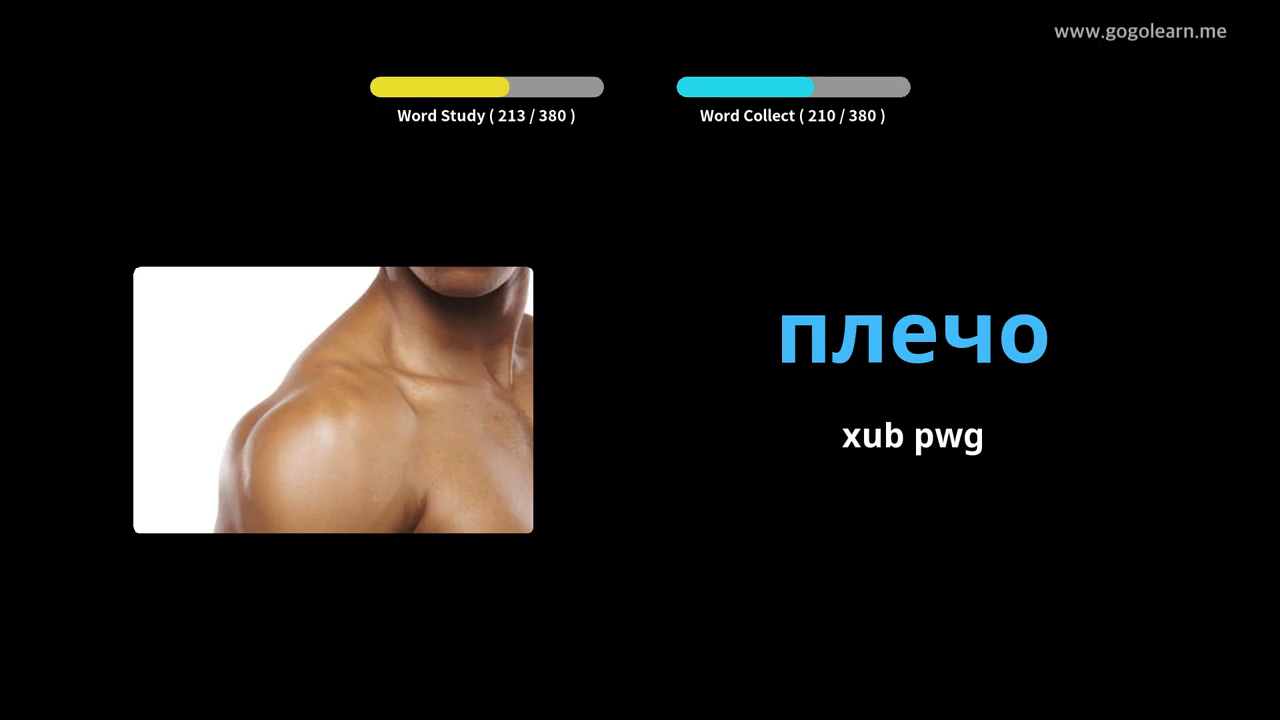 www.gogolearn.me
Word Study ( 213 / 380 )
Word Collect ( 210 / 380 )
плечо
xub pwg